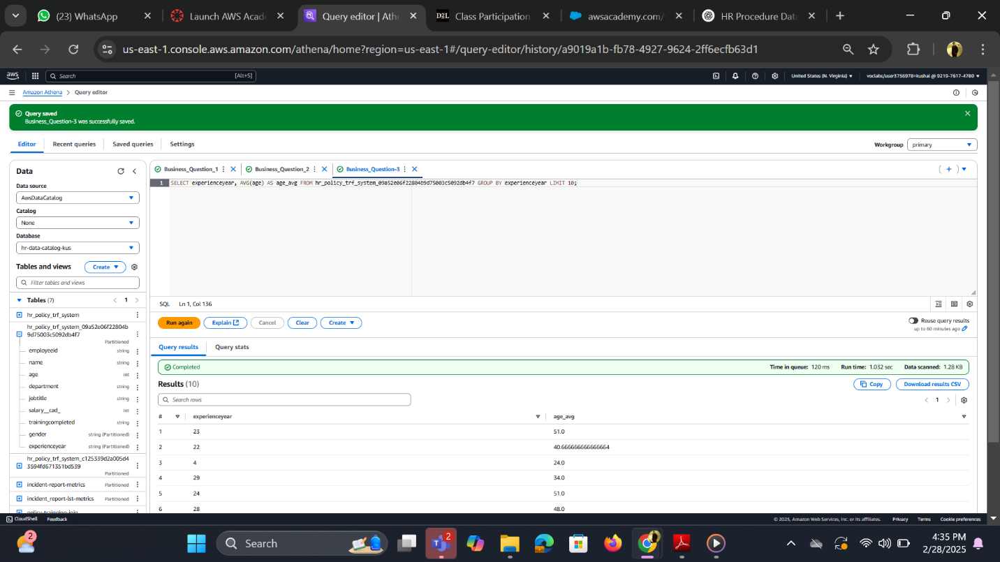 (23) WhatsApp
Launch AWS Acad
Query editor | Athe
D2L Class Participation
awsacademy.com/
HR Procedure Data
us-east-1.console.aws.amazon.com/athena/home?region=us-east-1#/query-editor/history/a9019a1b-fb78-4927-9624-2ff6ecfb63d1
aws Search [Alt+S] United States (N. Virginia) voclabs/user3756978=kushal @ 9219-7617-4780
Amazon Athena > Query editor
Query saved
Business_Question-3 was successfully saved.
Editor Recent queries Saved queries Settings Workgroup primary
Data
Data source
AwsDataCatalog
Catalog
None
Database
hr-data-catalog-kus
Tables and views Create
Filter tables and views
Tables (7) < 1 >
hr_policy_trf_system
hr_policy_trf_system_09a52e06f22804b
9d75003c5092db4f7
Partitioned
employeeid string
name string
age int
department string
jobtitle string
salary__cad_ int
trainingcompleted string
gender string (Partitioned)
experienceyear string (Partitioned)
hr_policy_trf_system_c125339d2a005d4
3594fd671351bd539
Partitioned
incident-report-metrics Partitioned
incident_report-lst-metrics Partitioned
policy-trainning-join
Business_Question_1 Business_Question_2 Business_Question-3
1 SELECT experienceyear, AVG(age) AS age_avg FROM hr_policy_trf_system_09a52e06f22804b9d75003c5092db4f7 GROUP BY experienceyear LIMIT 10;
SQL Ln 1, Col 136
Run again Explain Cancel Clear Create
Reuse query results
up to 60 minutes ago
Query results Query stats
Completed Time in queue: 120 ms Run time: 1.032 sec Data scanned: 1.28 KB
Results (10) Copy Download results CSV
Search rows < 1 >
# experienceyear age_avg
1 23 51.0
2 22 40.666666666666664
3 4 24.0
4 29 34.0
5 24 51.0
6 28 48.0
CloudShell Feedback © 2025, Amazon Web Services, Inc. or its affiliates. Privacy Terms Cookie preferences
2
Search
2
4:35 PM
2/28/2025